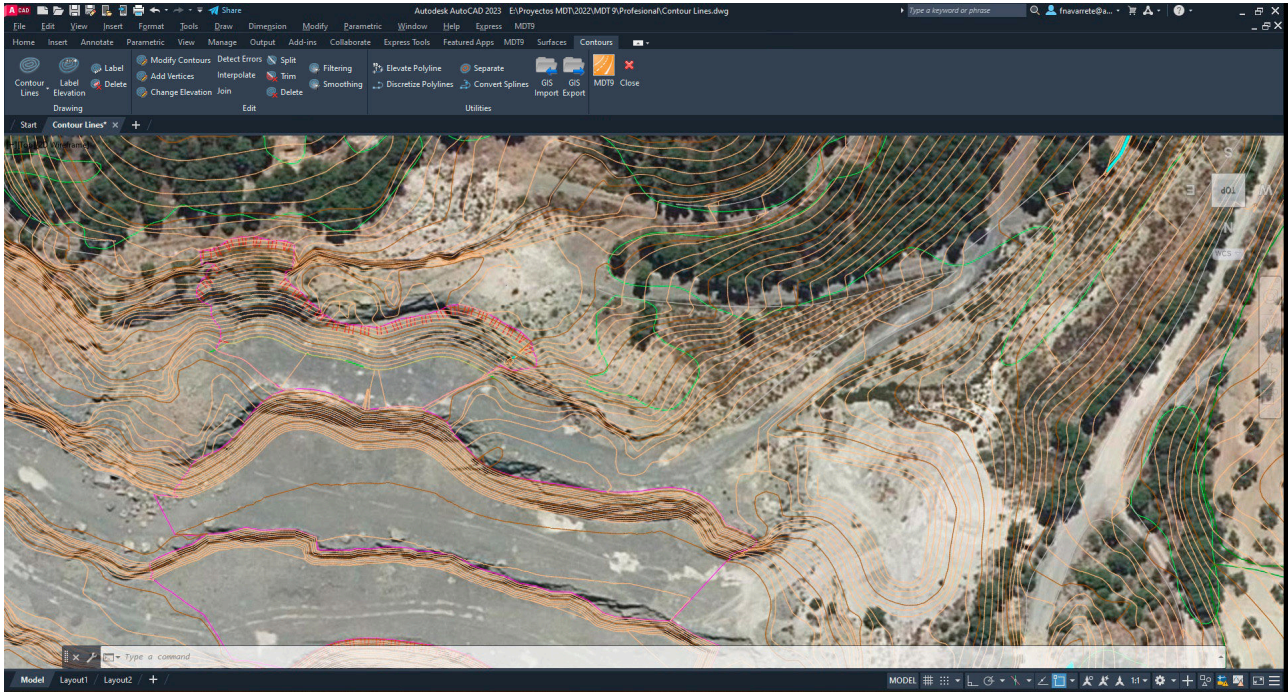 A CAD Share Autodesk AutoCAD 2023 E:\Proyectos MDT\2022\MDT 9\Profesional\Contour Lines.dwg Type a keyword or phrase fnavarrete@a...
File Edit View Insert Format Tools Draw Dimension Modify Parametric Window Help Express MDT9
Home Insert Annotate Parametric View Manage Output Add-ins Collaborate Express Tools Featured Apps MDT9 Surfaces Contours
Modify Contours Detect Errors Split
Label Filtering Elevate Polyline Separate
Add Vertices Interpolate Trim
Contour Lines Label Elevation Delete Smoothing Discretize Polylines Convert Splines GIS Import GIS Export MDT9 Close
Change Elevation Join Delete
Drawing Edit Utilities
Start Contour Lines* +
S
E TOP W
N
WCS
Type a command
Model Layout1 Layout2 + MODEL 1:1